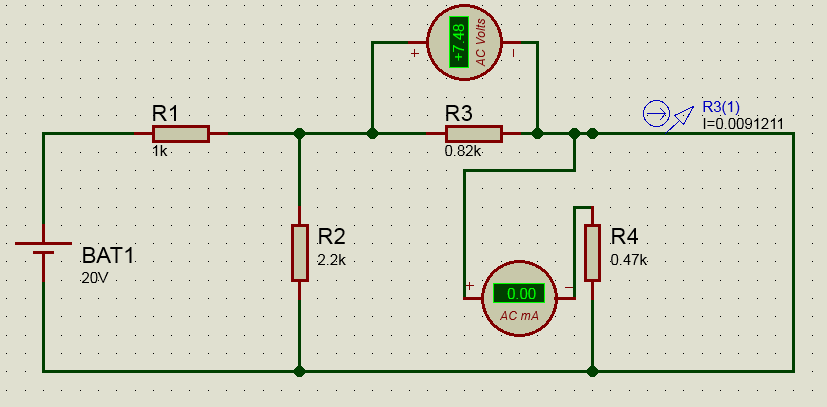 +7.48
AC Volts
+
−
R1
1k
R3
0.82k
R3(1)
I=0.0091211
R2
2.2k
R4
0.47k
BAT1
20V
+
0.00
−
AC mA